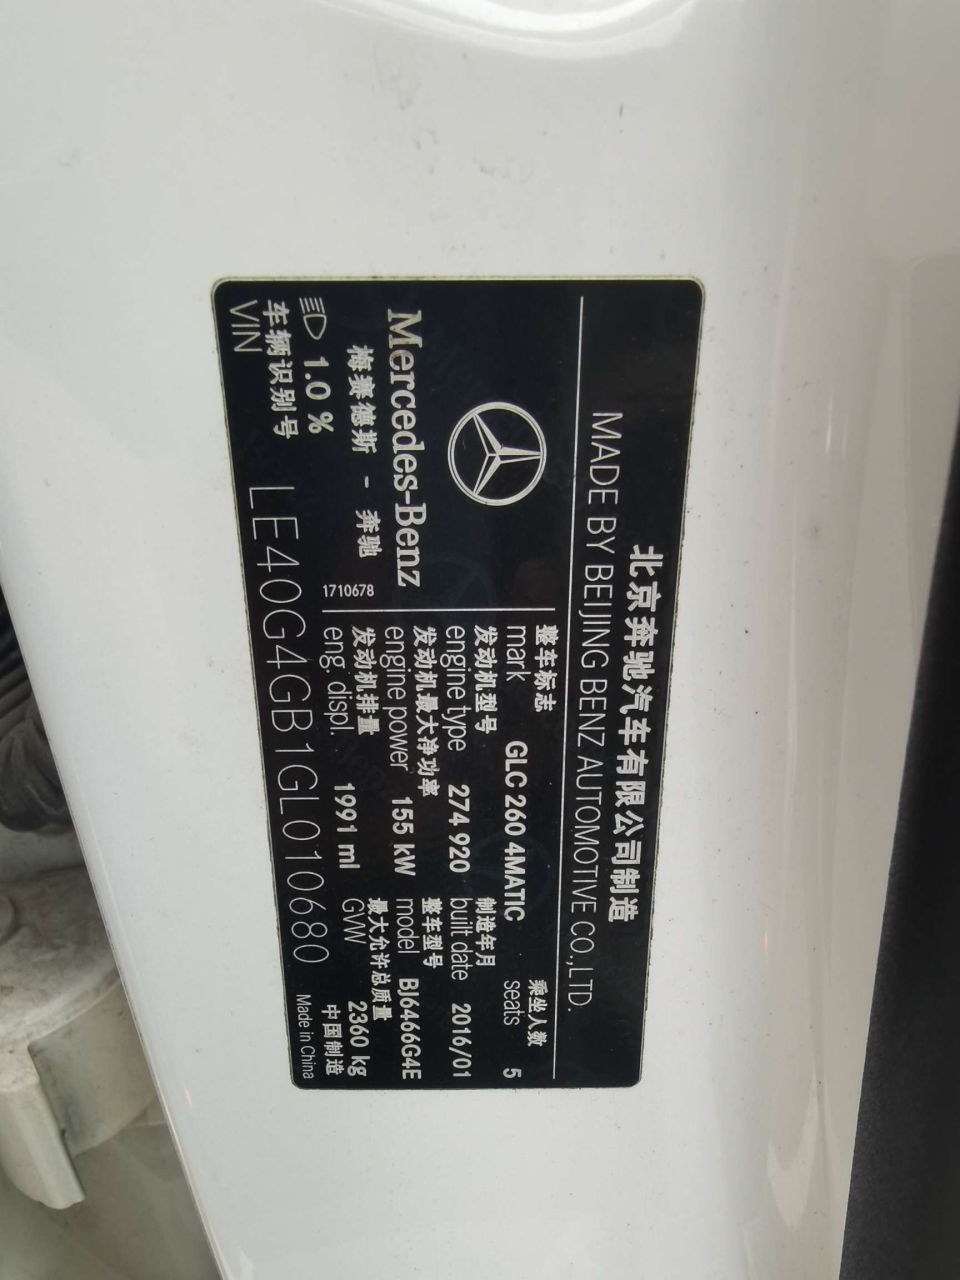 北京奔驰汽车有限公司制造
MADE BY BEIJING BENZ AUTOMOTIVE CO.,LTD.
Mercedes-Benz
梅赛德斯 - 奔驰
1710678
1.0 %
整车标志
mark GLC 260 4MATIC
乘坐人数
seats 5
发动机型号
engine type 274 920
制造年月
built date 2016/01
发动机最大净功率
engine power 155 kW
整车型号
model BJ6466G4E
发动机排量
eng. displ. 1991 ml
最大允许总质量
GVW 2360 kg
车辆识别号
VIN LE40G4GB1GL010680
中国制造
Made in China